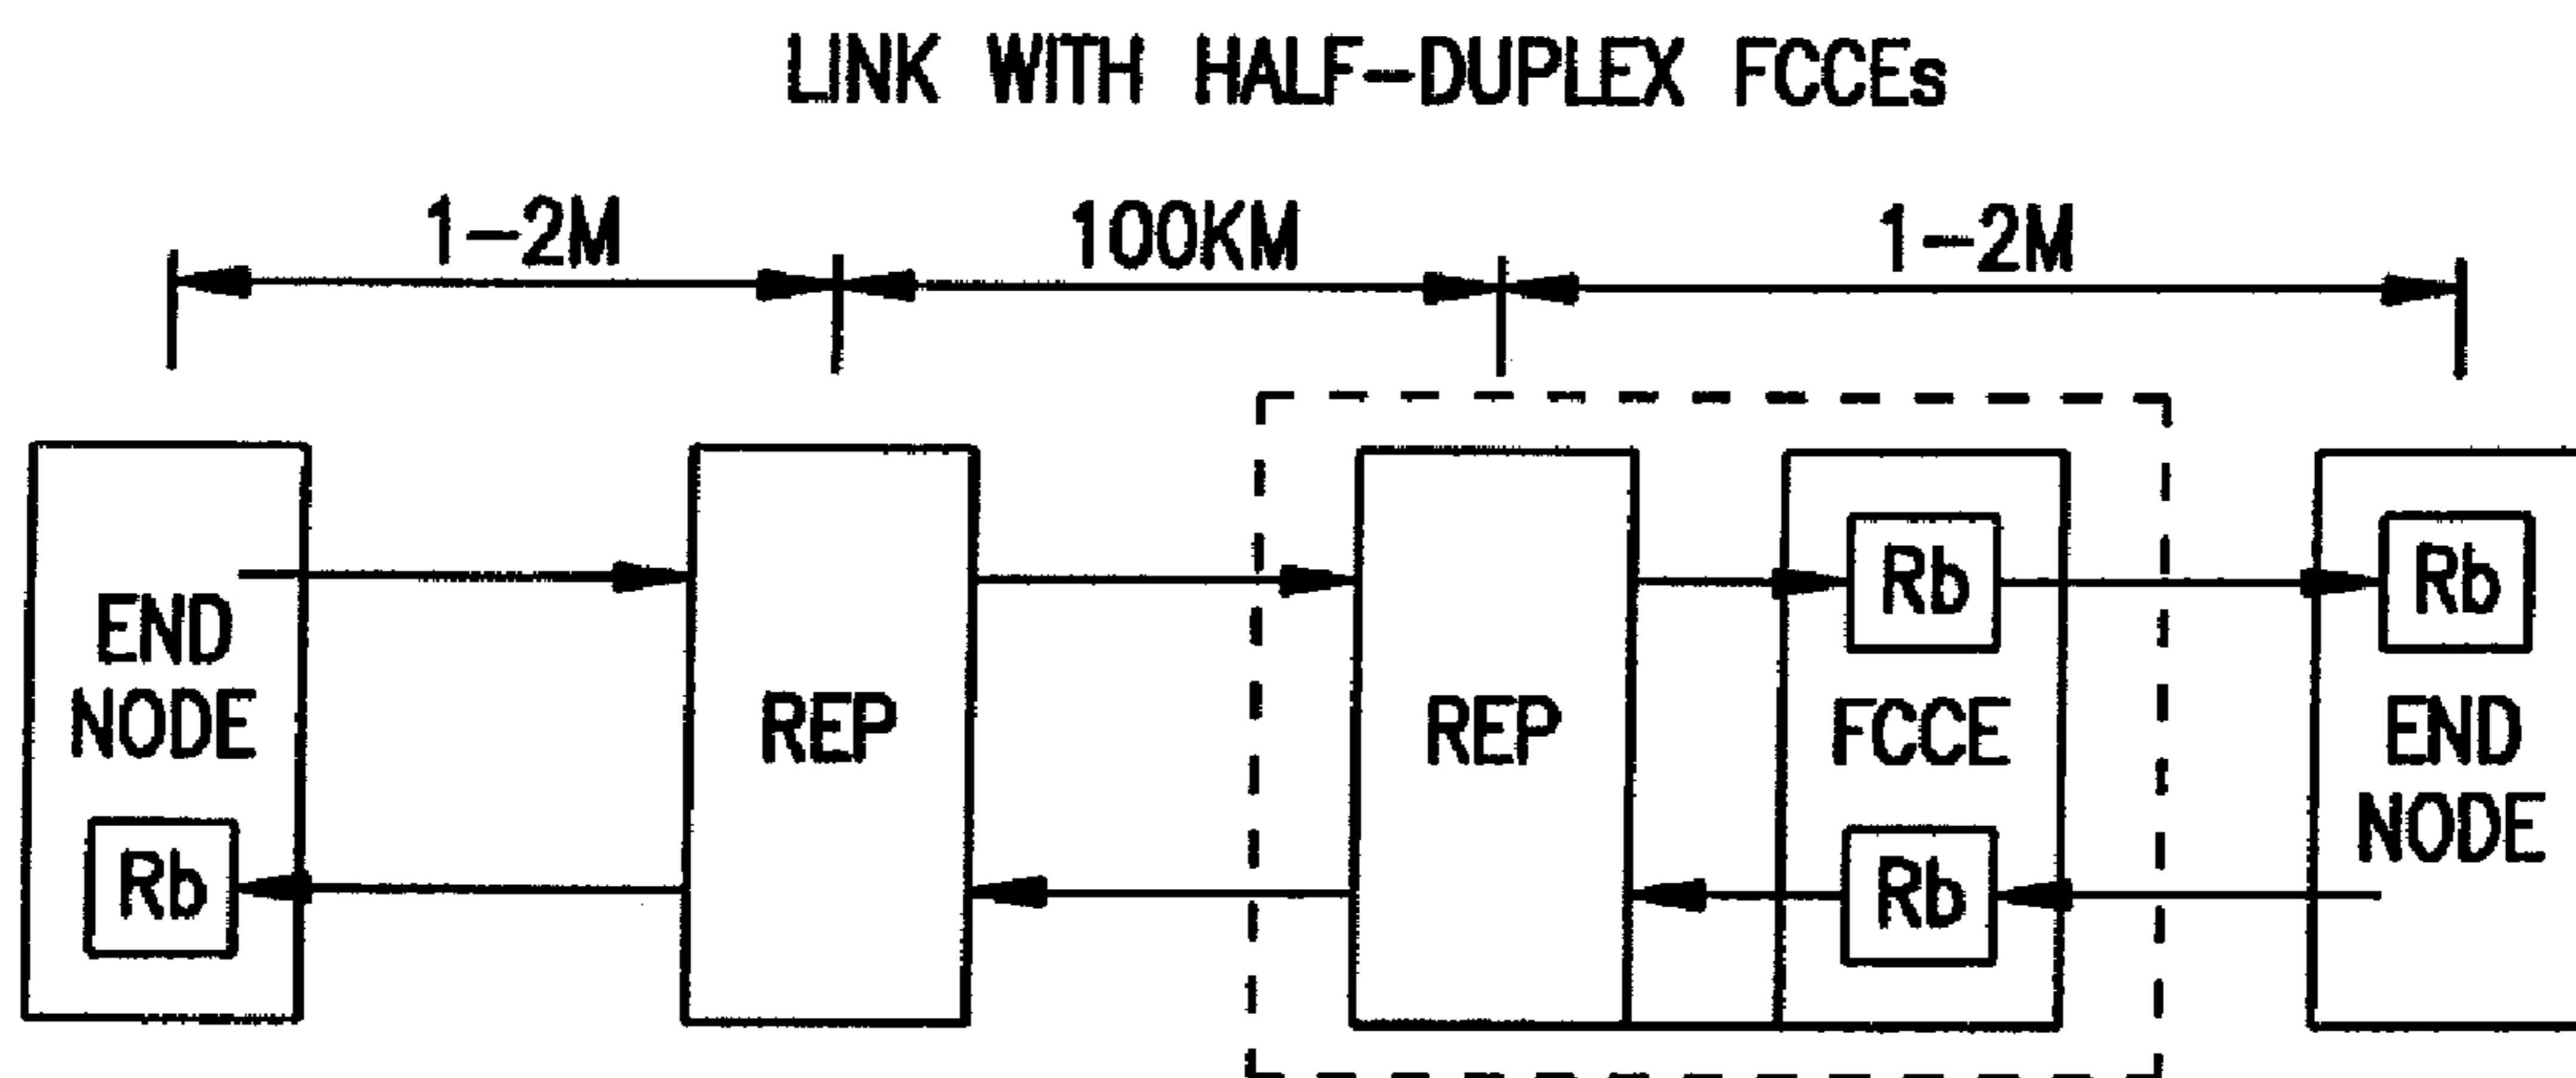 LINK WITH HALF-DUPLEX FCCEs
1-2M
100KM
1-2M
END
NODE
Rb
REP
REP
Rb
FCCE
Rb
Rb
END
NODE